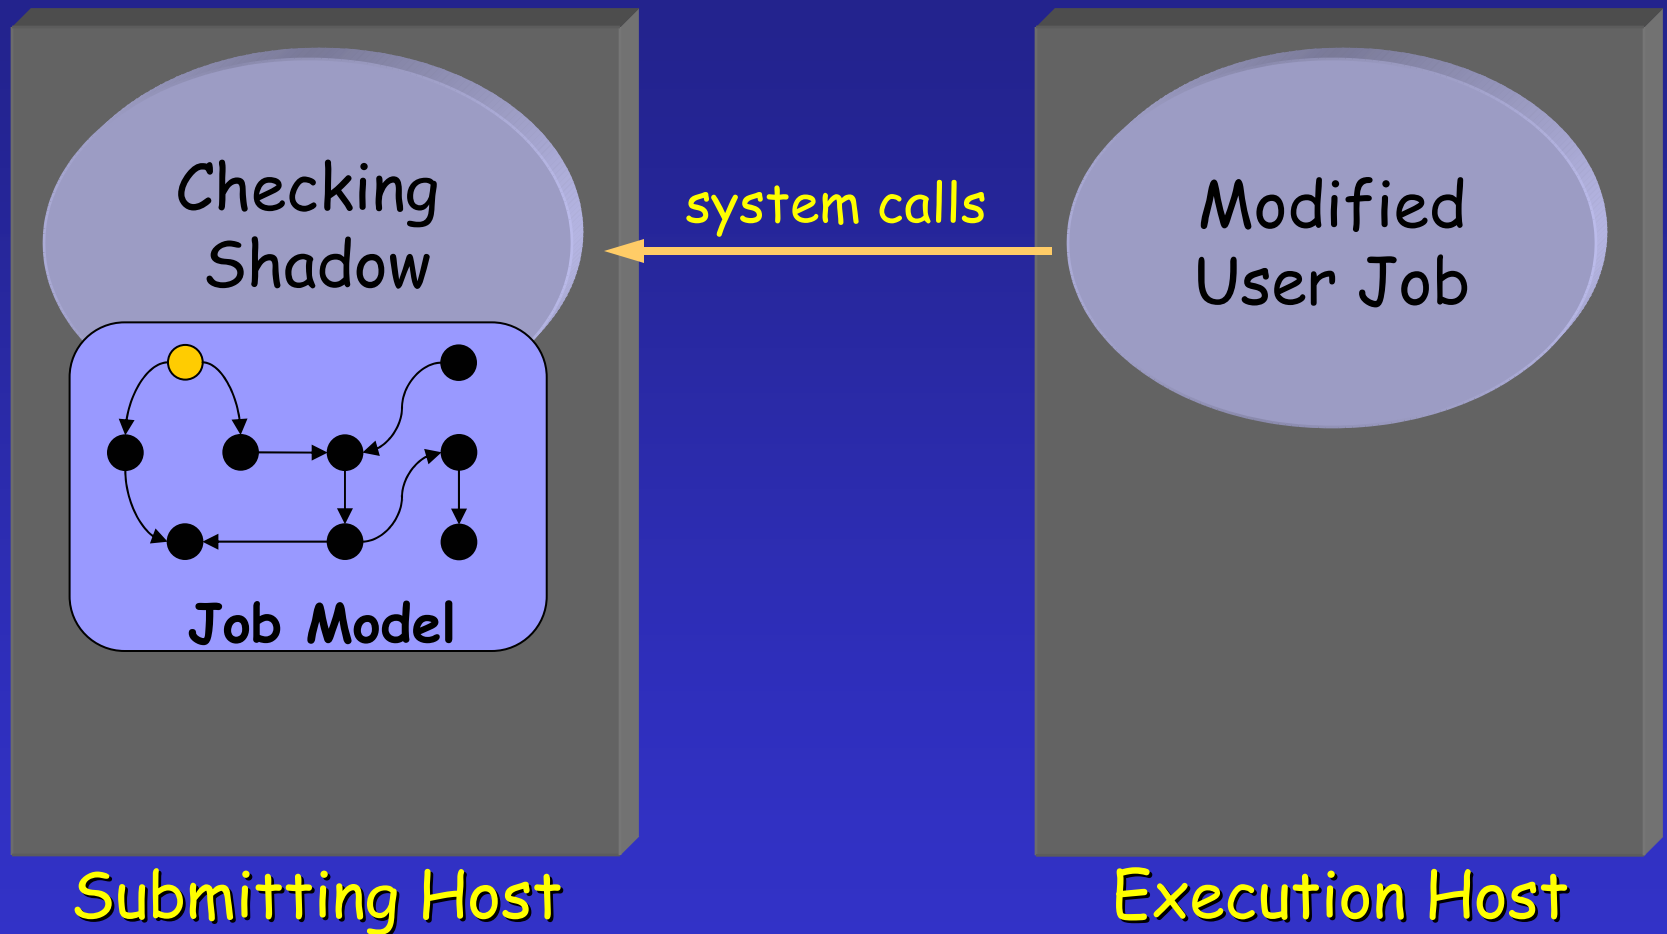 Checking
Shadow
system calls
Modified
User Job
Job Model
Submitting Host
Execution Host